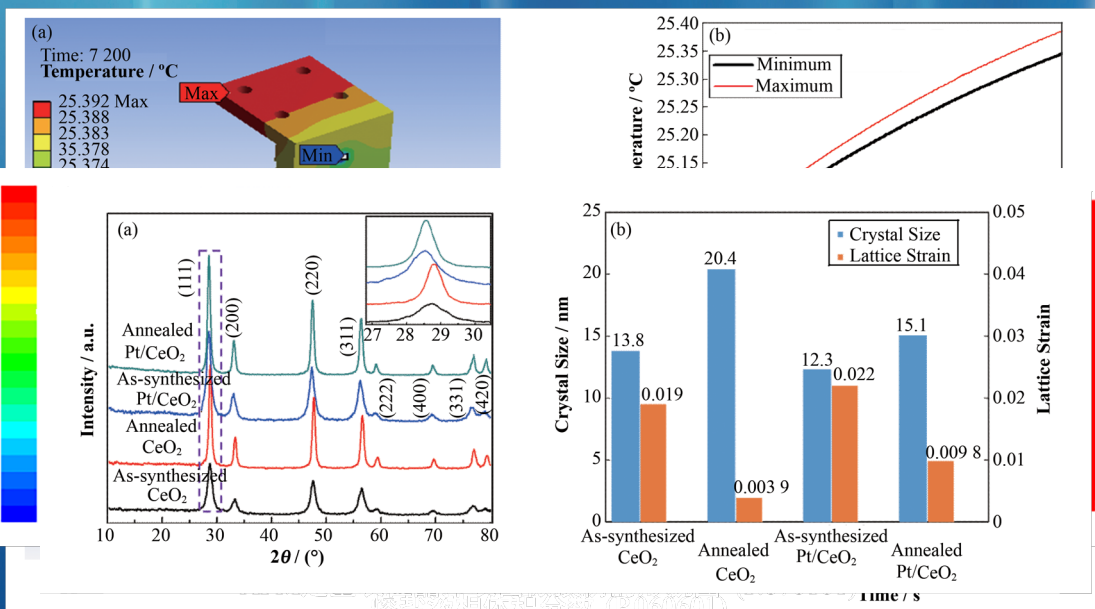 (a)
Time: 7 200
Temperature / ºC
25.392 Max
25.388
25.383
25.378
25.374
Max
Min
(b)
25.40
25.35
25.30
25.25
25.20
25.15
perature / ºC
Minimum
Maximum
(a)
Intensity / a.u.
(111)
(200)
(220)
(311)
(222)
(400)
(331)
(420)
Annealed
Pt/CeO₂
As-synthesized
Pt/CeO₂
Annealed
CeO₂
As-synthesized
CeO₂
27 28 29 30
10 20 30 40 50 60 70 80
2θ / (°)
(b)
Crystal Size
Lattice Strain
Crystal Size / nm
25
20
15
10
5
0
13.8
0.019
20.4
0.003 9
12.3
0.022
15.1
0.009 8
0.05
0.04
0.03
0.02
0.01
0
Lattice Strain
As-synthesized
CeO₂
Annealed
CeO₂
As-synthesized
Pt/CeO₂
Annealed
Pt/CeO₂
Time / s